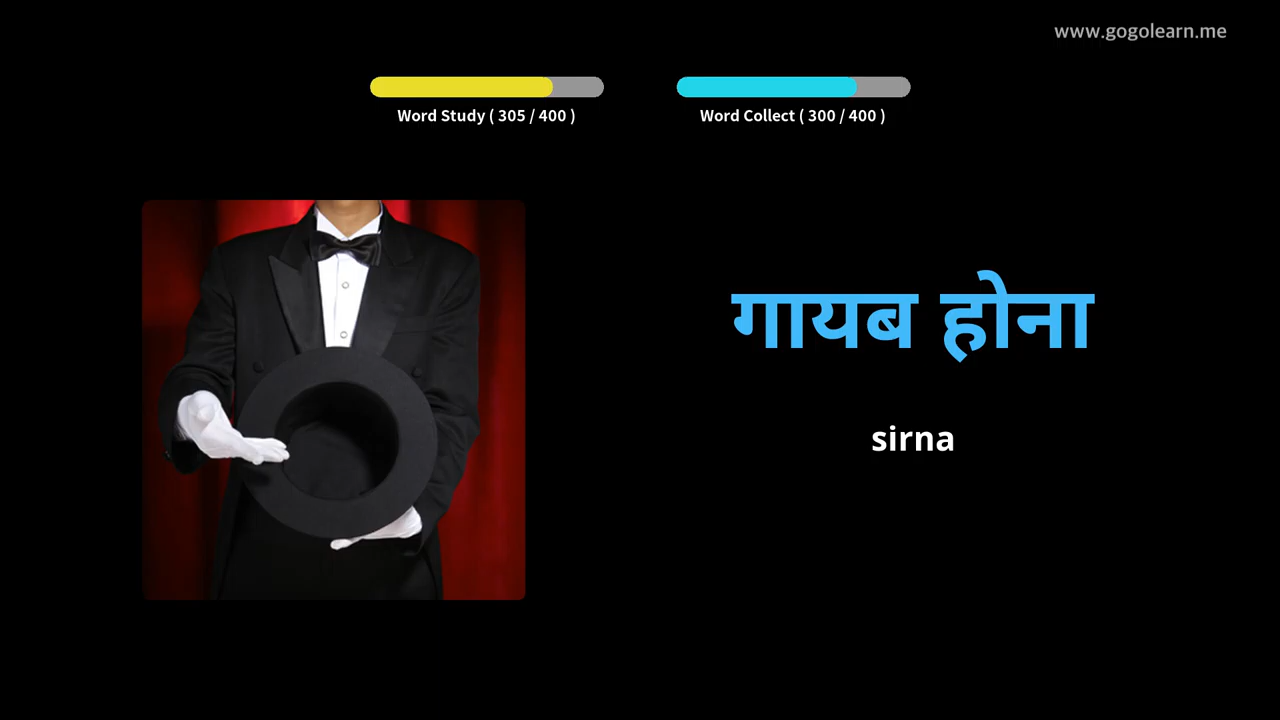 www.gogolearn.me
Word Study ( 305 / 400 )
Word Collect ( 300 / 400 )
गायब होना
sirna